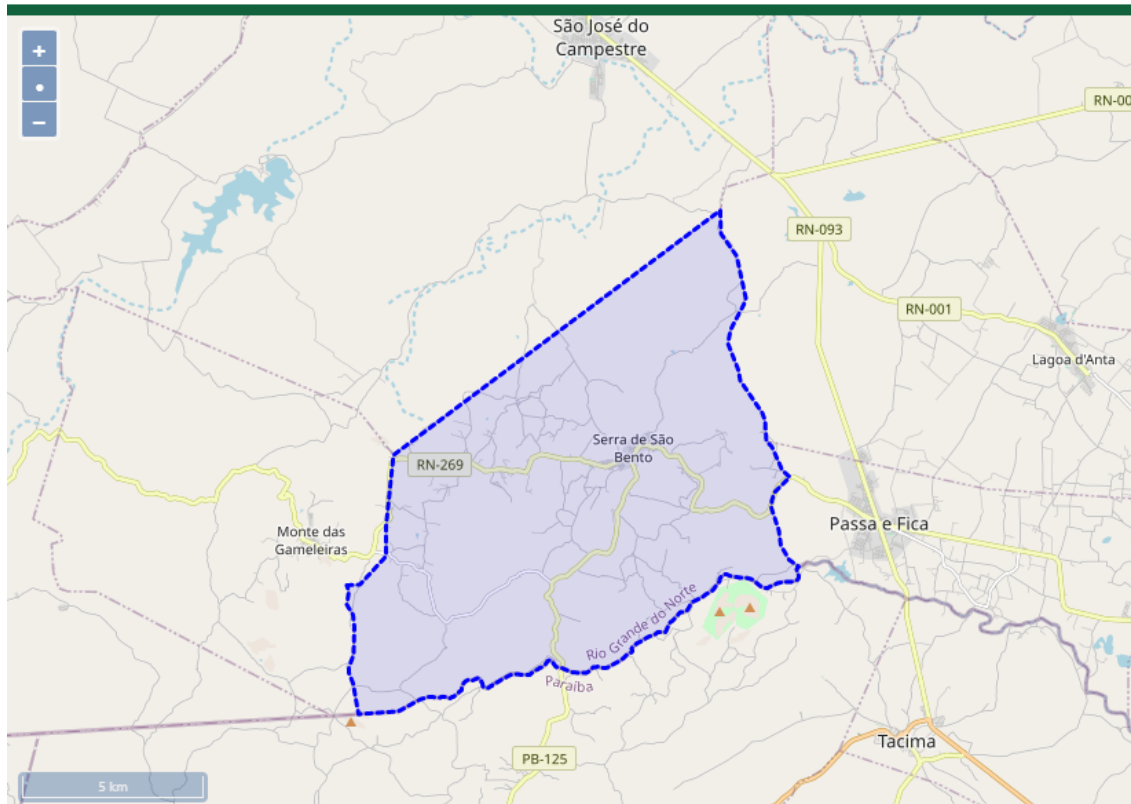 São José do
Campestre
+
−
RN-00
RN-093
RN-001
Lagoa d'Anta
Serra de São
Bento
RN-269
Monte das
Gameleiras
Passa e Fica
Rio Grande do Norte
Paraíba
Tacima
PB-125
5 km